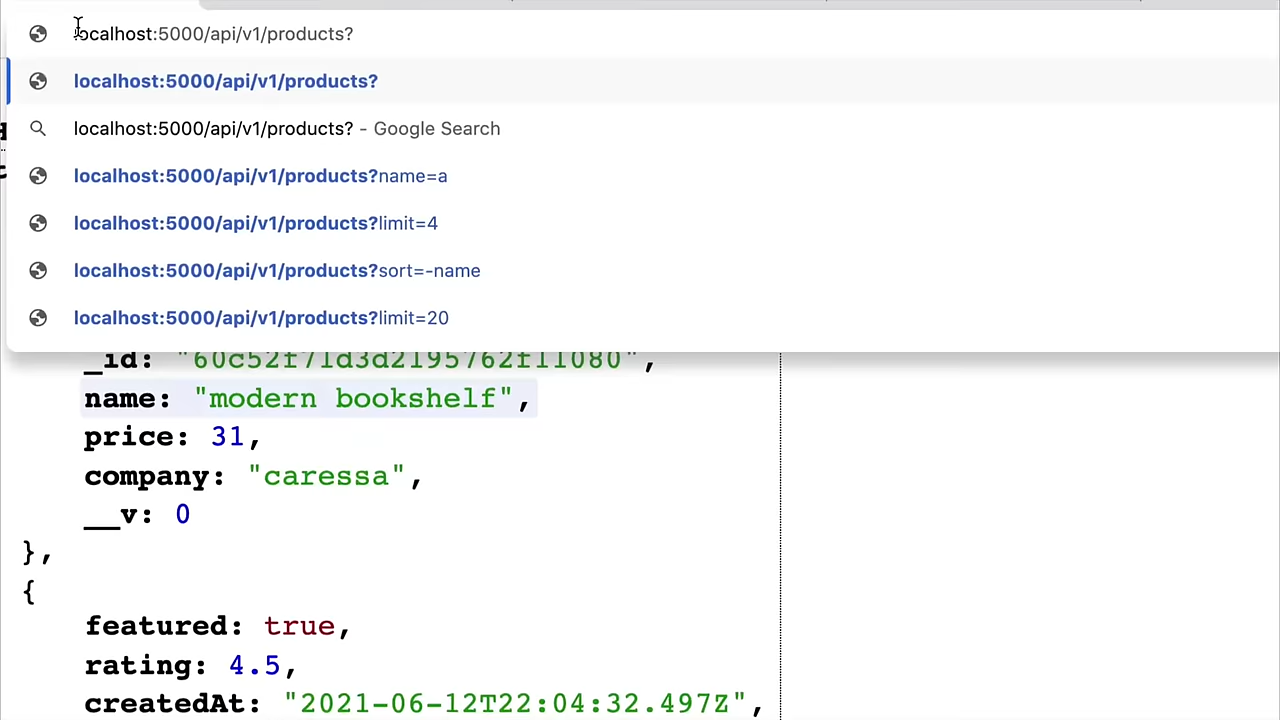 localhost:5000/api/v1/products?
localhost:5000/api/v1/products?
localhost:5000/api/v1/products? - Google Search
localhost:5000/api/v1/products?name=a
localhost:5000/api/v1/products?limit=4
localhost:5000/api/v1/products?sort=-name
localhost:5000/api/v1/products?limit=20
_id: "60c52f71d3d2195762f11080",
name: "modern bookshelf",
price: 31,
company: "caressa",
__v: 0
},
{
featured: true,
rating: 4.5,
createdAt: "2021-06-12T22:04:32.497Z",